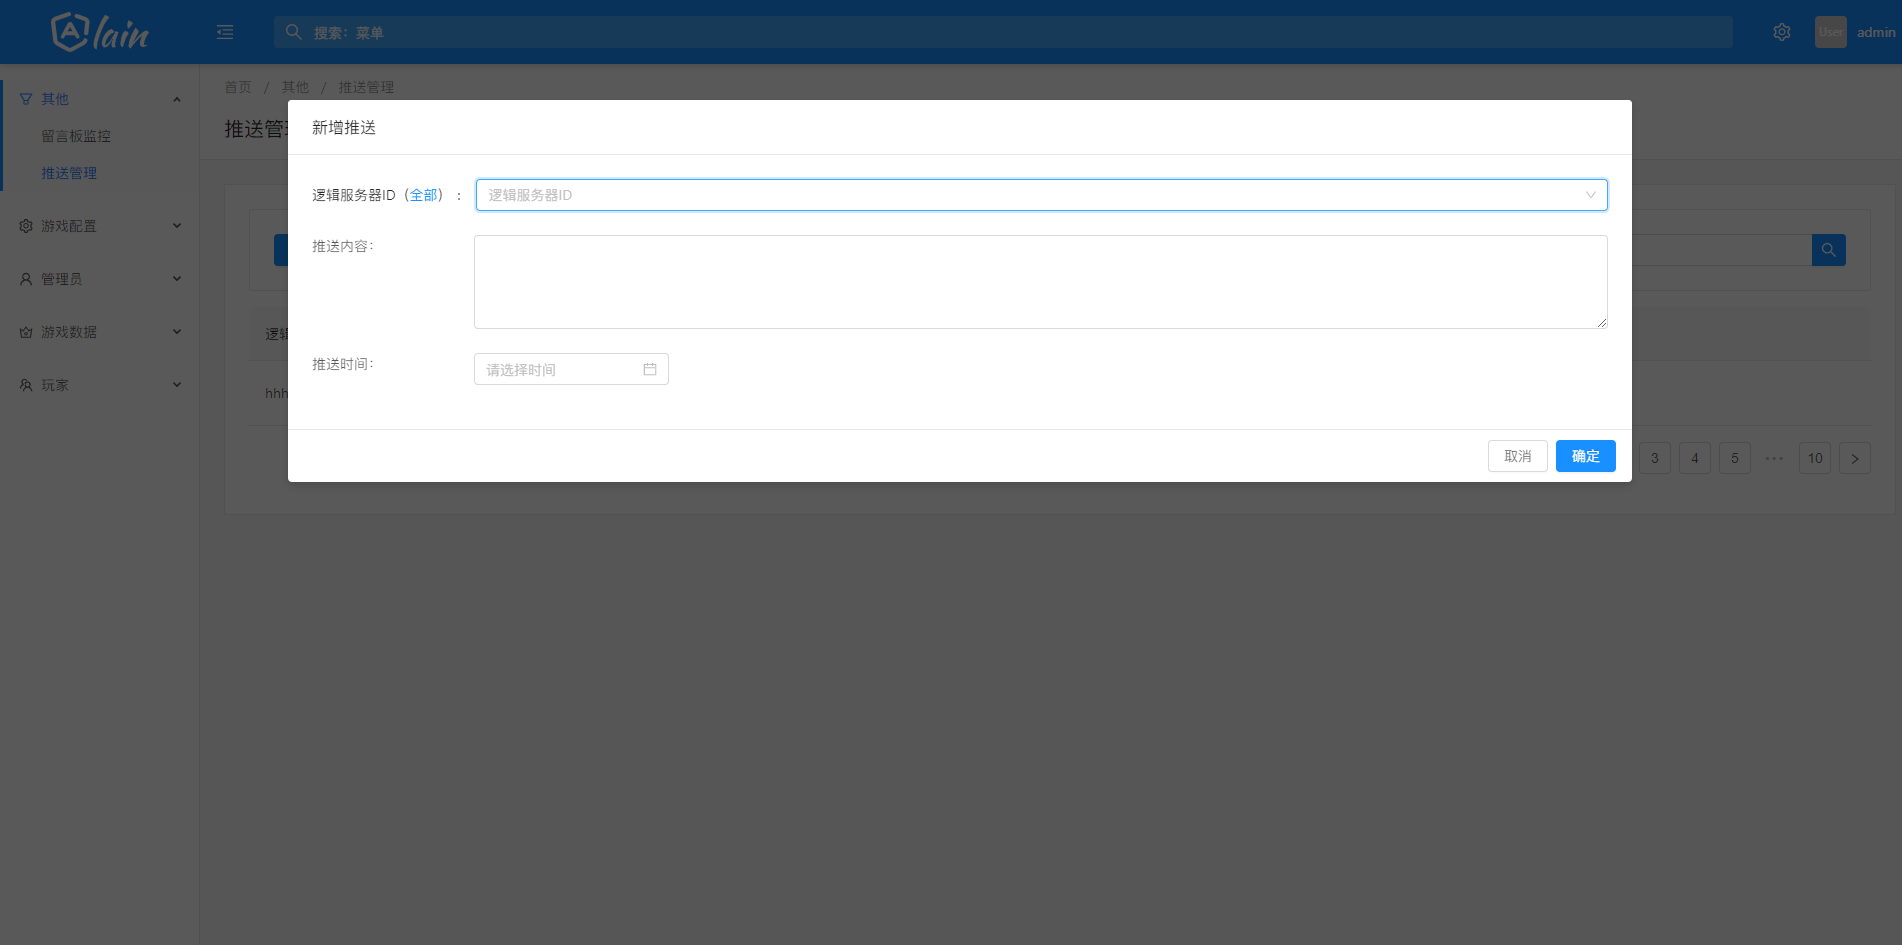 Alain
搜索：菜单
User
admin
其他
留言板监控
推送管理
游戏配置
管理员
游戏数据
玩家
首页 / 其他 / 推送管理
推送管
新增推送
逻辑服务器ID（全部）：
逻辑服务器ID
推送内容：
推送时间：
请选择时间
取消
确定
逻
hhh
3
4
5
•••
10